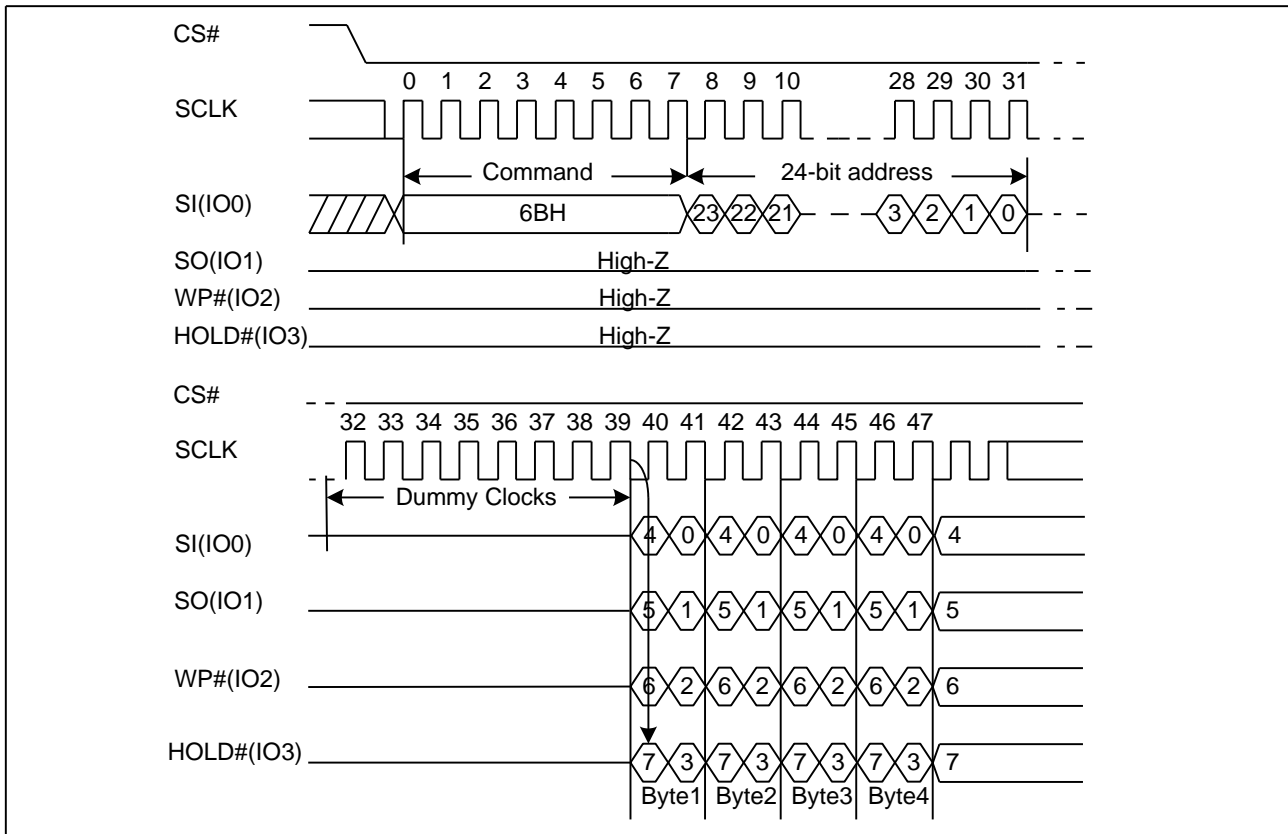 CS#
0 1 2 3 4 5 6 7 8 9 10 28 29 30 31
SCLK
Command 24-bit address
SI(IO0) 6BH 23 22 21 3 2 1 0
SO(IO1) High-Z
WP#(IO2) High-Z
HOLD#(IO3) High-Z
CS#
32 33 34 35 36 37 38 39 40 41 42 43 44 45 46 47
SCLK
Dummy Clocks
SI(IO0) 4 0 4 0 4 0 4 0 4
SO(IO1) 5 1 5 1 5 1 5 1 5
WP#(IO2) 6 2 6 2 6 2 6 2 6
HOLD#(IO3) 7 3 7 3 7 3 7 3 7
Byte1 Byte2 Byte3 Byte4